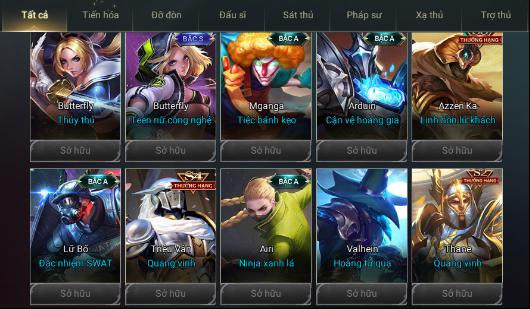 Tất cả
Tiến hóa
Đỡ đòn
Đấu sĩ
Sát thủ
Pháp sư
Xạ thủ
Trợ thủ
BẬC S
BẬC A
BẬC A
THƯỢNG HẠNG
Butterfly
Butterfly
Mganga
Arduin
Azzen'Ka
Thủy thủ
Teen nữ công nghệ
Tiệc bánh kẹo
Cận vệ hoàng gia
Linh hồn lữ khách
Sở hữu
Sở hữu
Sở hữu
Sở hữu
Sở hữu
BẬC A
THƯỢNG HẠNG
BẬC A
THƯỢNG HẠNG
Lữ Bố
Triệu Vân
Airi
Valhein
Thane
Đặc nhiệm SWAT
Quang vinh
Ninja xanh lá
Hoàng tử quạ
Quang vinh
Sở hữu
Sở hữu
Sở hữu
Sở hữu
Sở hữu